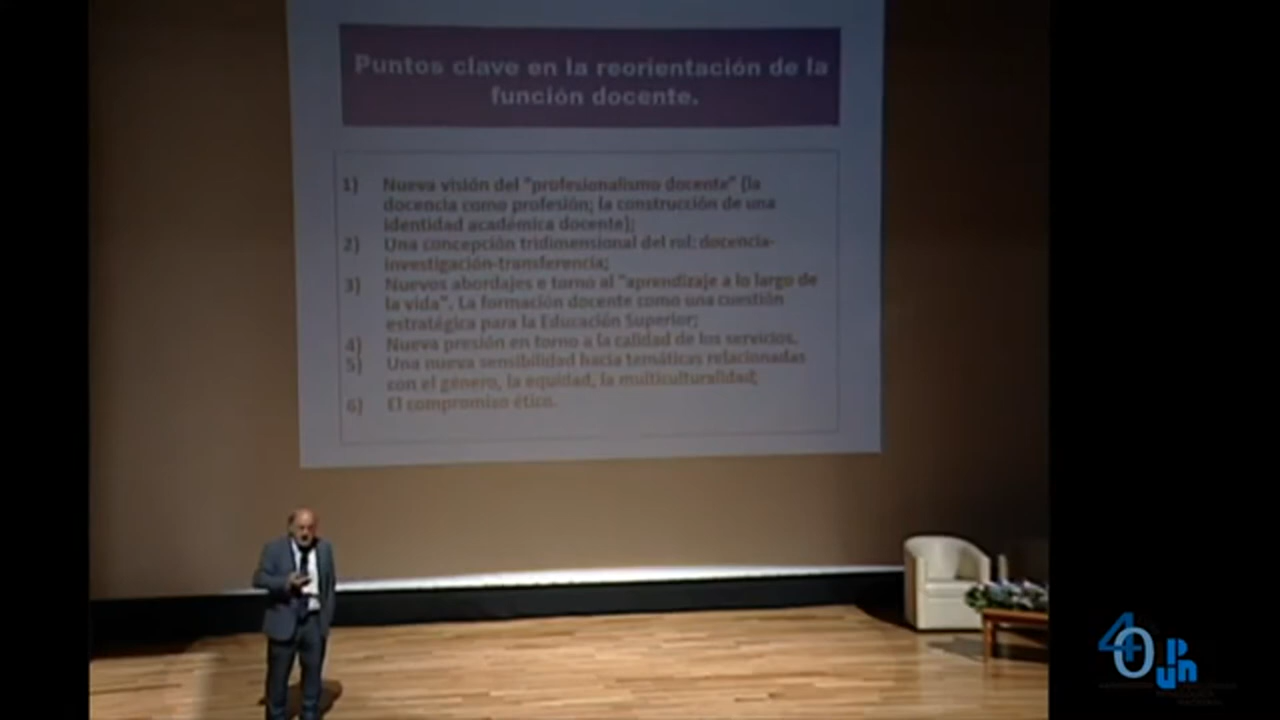 Puntos clave en la reorientación de la
función docente.
1) Nueva visión del "profesionalismo docente" (la
docencia como profesión; la construcción de una
identidad académica docente);
2) Una concepción tridimensional del rol: docencia-
investigación-transferencia;
3) Nuevos abordajes e torno al "aprendizaje a lo largo de
la vida". La formación docente como una cuestión
estratégica para la Educación Superior;
4) Nueva presión en torno a la calidad de los servicios.
5) Una nueva sensibilidad hacia temáticas relacionadas
con el género, la equidad, la multiculturalidad;
6) El compromiso ético.
40 upn